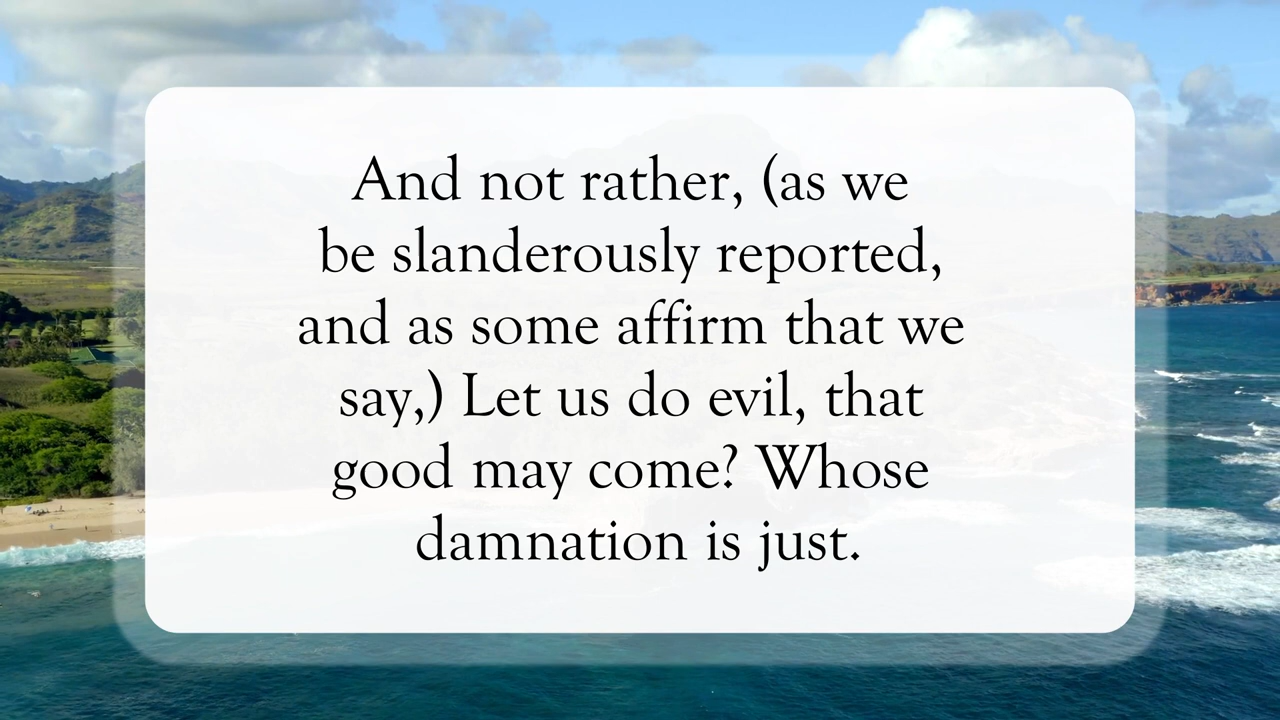 And not rather, (as we
be slanderously reported,
and as some affirm that we
say,) Let us do evil, that
good may come? Whose
damnation is just.